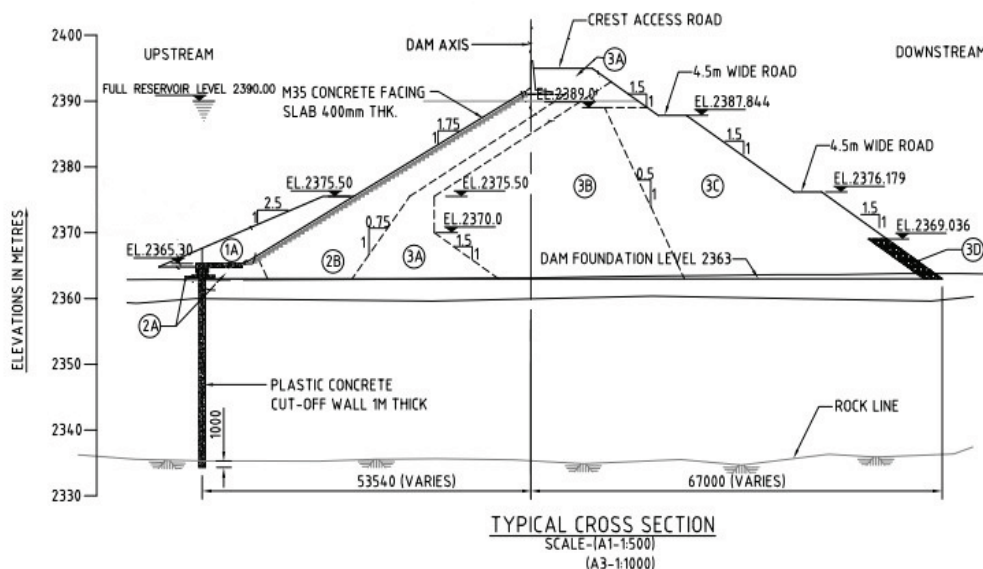 2400
2390
2380
2370
2360
2350
2340
2330
ELEVATIONS IN METRES
UPSTREAM
DAM AXIS
CREST ACCESS ROAD
DOWNSTREAM
FULL RESERVOIR LEVEL 2390.00
M35 CONCRETE FACING
SLAB 400mm THK.
3A
EL.2389.0
1.5
1
4.5m WIDE ROAD
EL.2387.844
1.75
1
1.5
1
4.5m WIDE ROAD
EL.2375.50
EL.2375.50
3B
0.5
1
3C
EL.2376.179
2.5
1
EL.2370.0
1.5
1
EL.2369.036
EL.2365.30
1A
0.75
1
2B
3A
1.5
1
DAM FOUNDATION LEVEL 2363
3D
2A
PLASTIC CONCRETE
CUT-OFF WALL 1M THICK
1000
ROCK LINE
53540 (VARIES)
67000 (VARIES)
TYPICAL CROSS SECTION
SCALE-(A1-1:500)
(A3-1:1000)